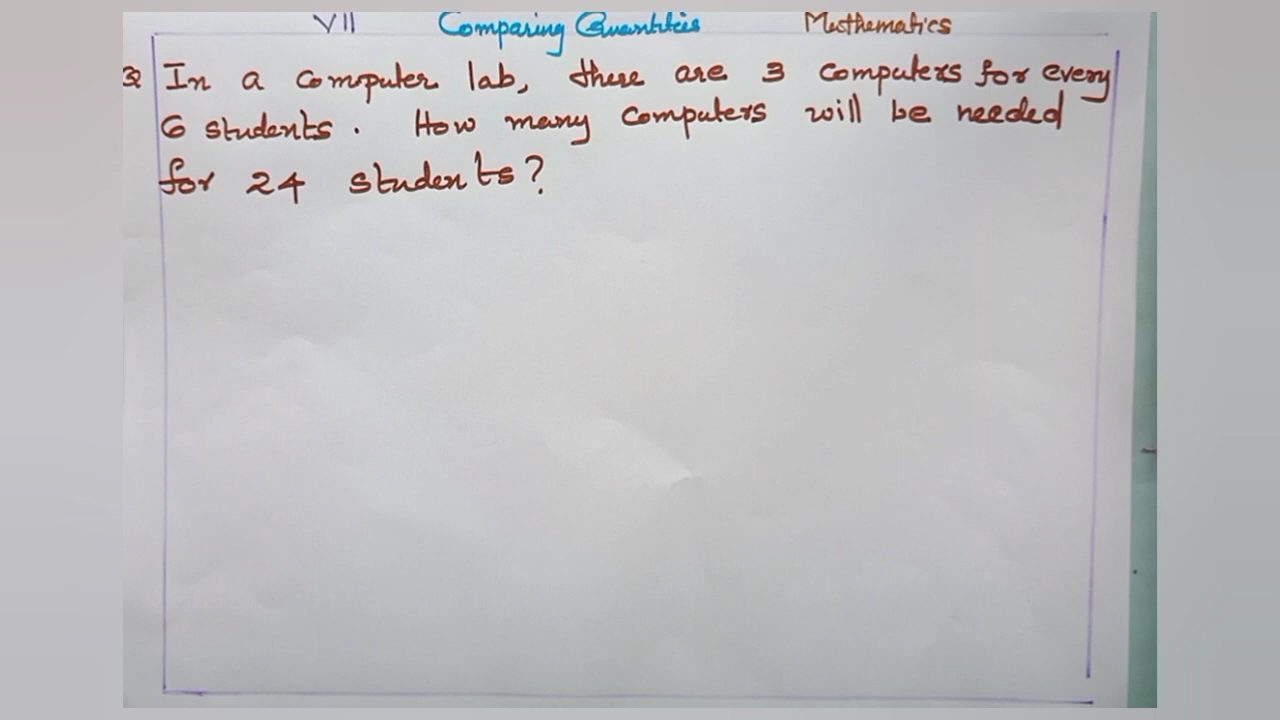 VII Comparing Quantities Mathematics
Q In a computer lab, there are 3 computers for every
6 students. How many computers will be needed
for 24 students?